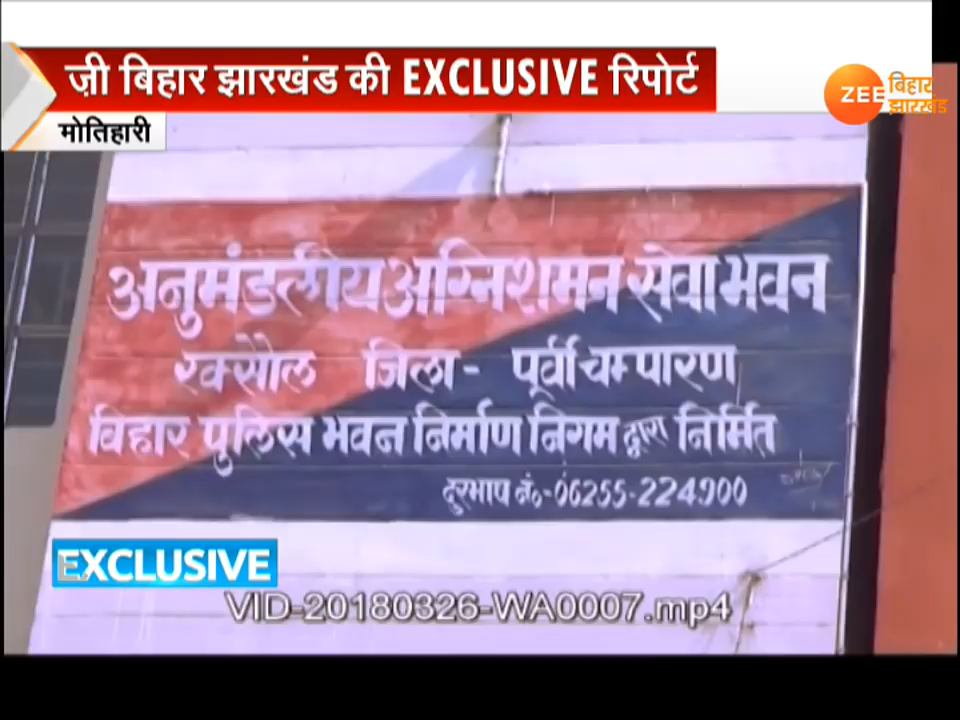 ज़ी बिहार झारखंड की EXCLUSIVE रिपोर्ट
ZEE बिहार झारखंड
मोतिहारी
अनुमंडलीय अग्निशमन सेवा भवन
रक्सौल जिला- पूर्वी चम्पारण
बिहार पुलिस भवन निर्माण निगम द्वारा निर्मित
दुरभाष नं०-06255-224900
EXCLUSIVE
VID-20180326-WA0007.mp4